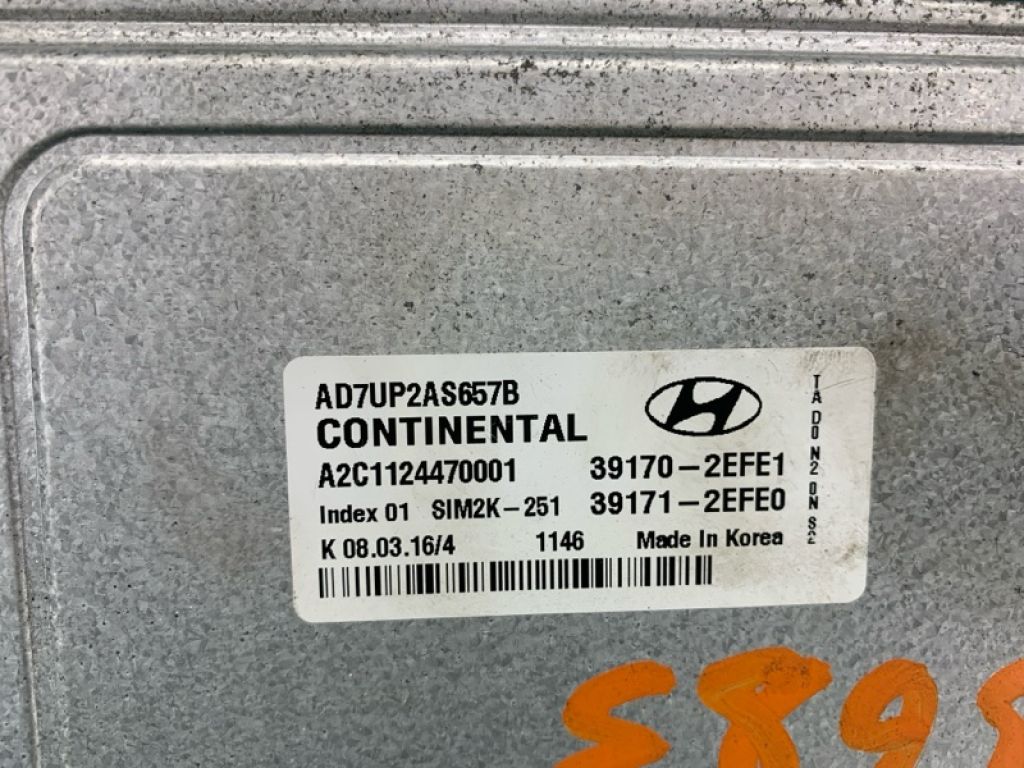 AD7UP2AS657B
CONTINENTAL
A2C1124470001 39170-2EFE1
Index 01 SIM2K-251 39171-2EFE0
K 08.03.16/4 1146 Made In Korea